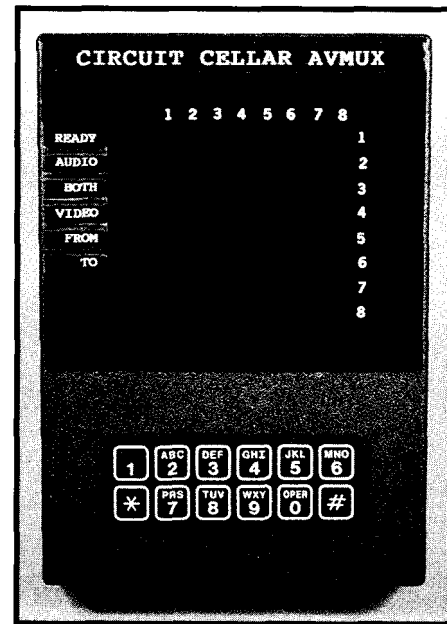 CIRCUIT CELLAR AVMUX
1 2 3 4 5 6 7 8
READY 1
AUDIO 2
BOTH 3
VIDEO 4
FROM 5
TO 6
7
8
1 ABC 2 DEF 3 GHI 4 JKL 5 MNO 6
* PRS 7 TUV 8 WXY 9 OPER 0 #